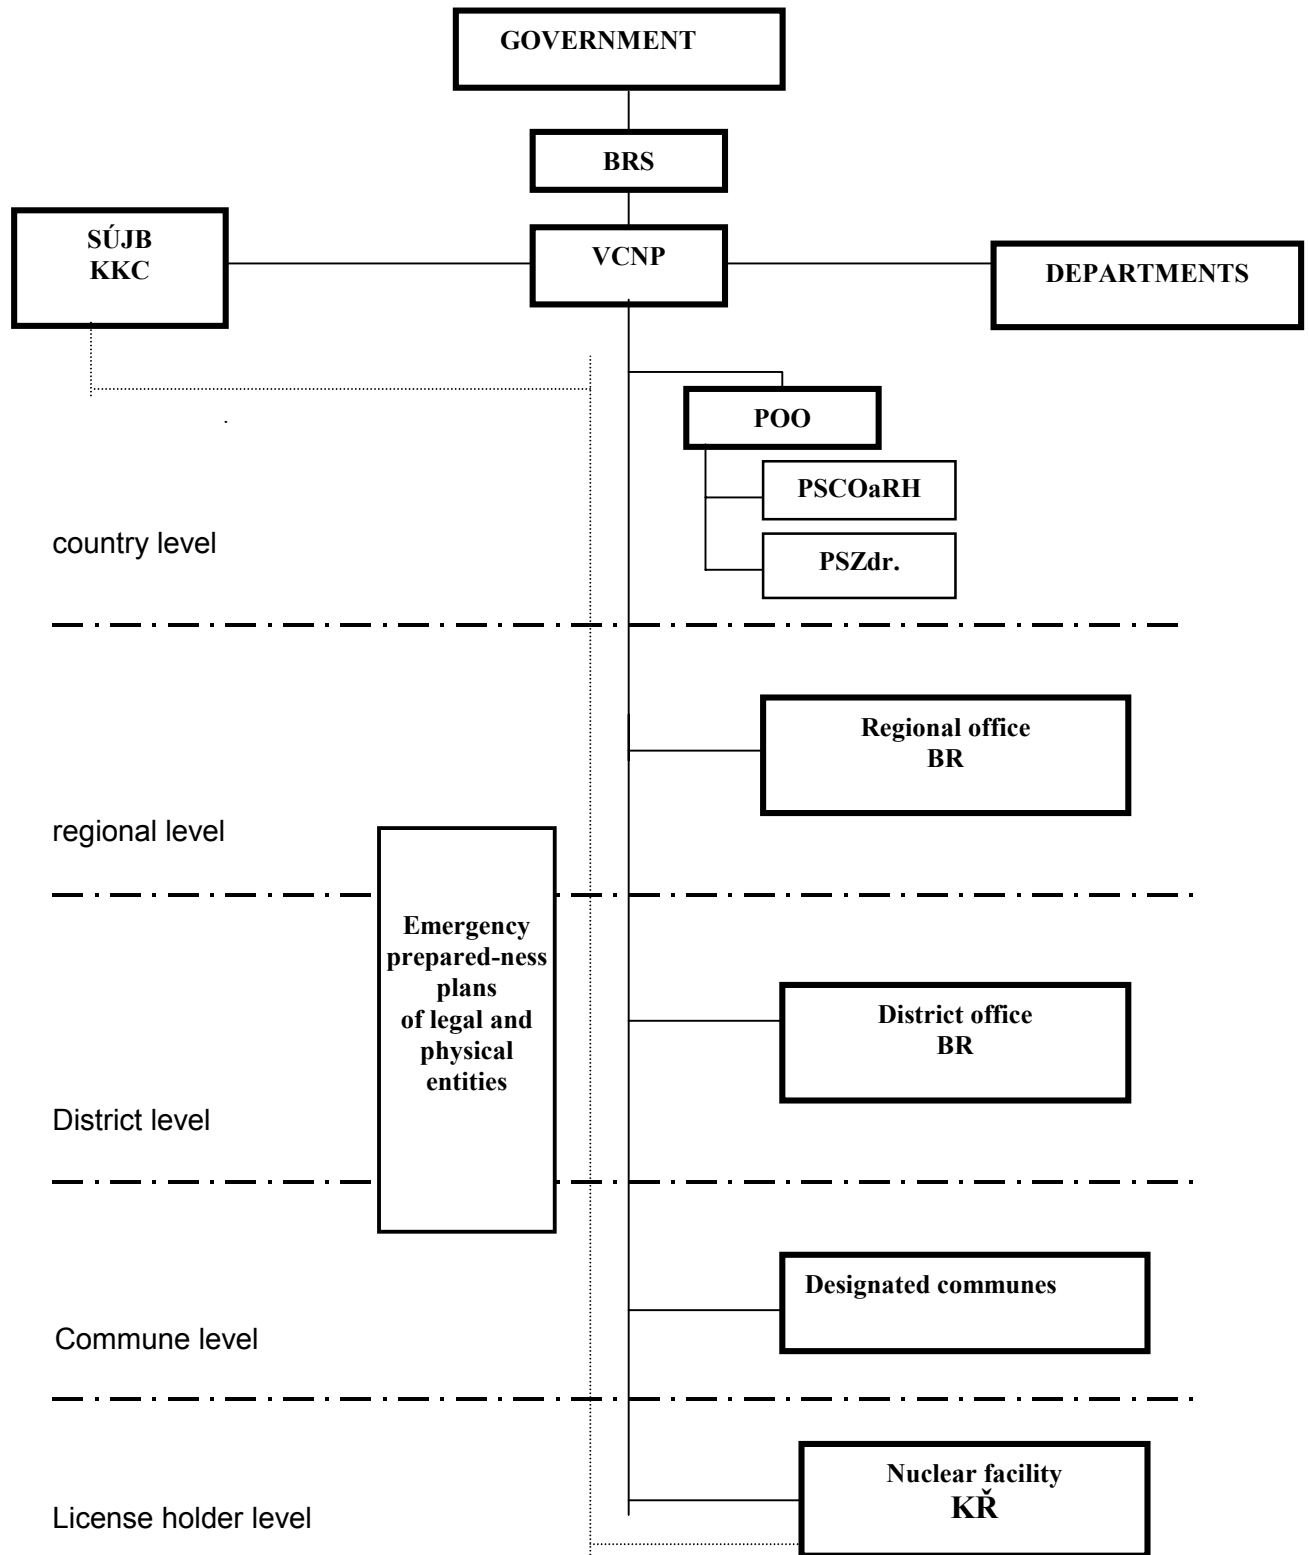 GOVERNMENT
BRS
SÚJB
KKC
VCNP
DEPARTMENTS
POO
PSCOaRH
PSZdr.
country level
Regional office
BR
regional level
Emergency
prepared-ness
plans
of legal and
physical
entities
District office
BR
District level
Designated communes
Commune level
Nuclear facility
KŘ
License holder level